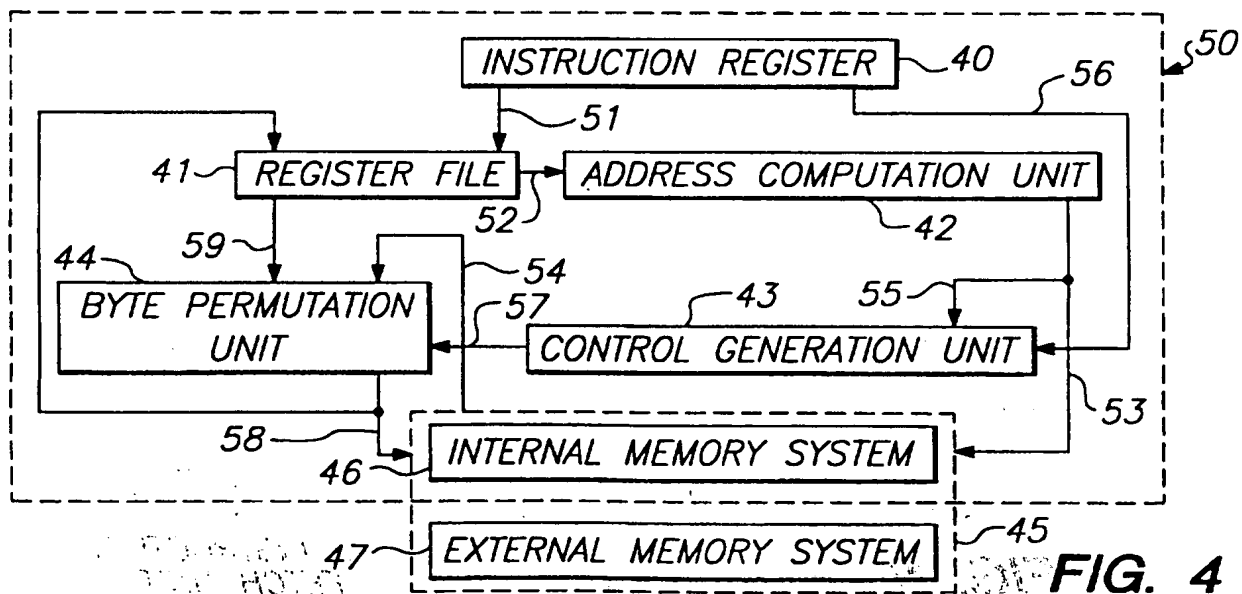 50
INSTRUCTION REGISTER
40
56
51
41
REGISTER FILE
ADDRESS COMPUTATION UNIT
52
42
59
44
54
BYTE PERMUTATION
UNIT
57
43
55
CONTROL GENERATION UNIT
53
58
INTERNAL MEMORY SYSTEM
46
47
EXTERNAL MEMORY SYSTEM
45
FIG. 4